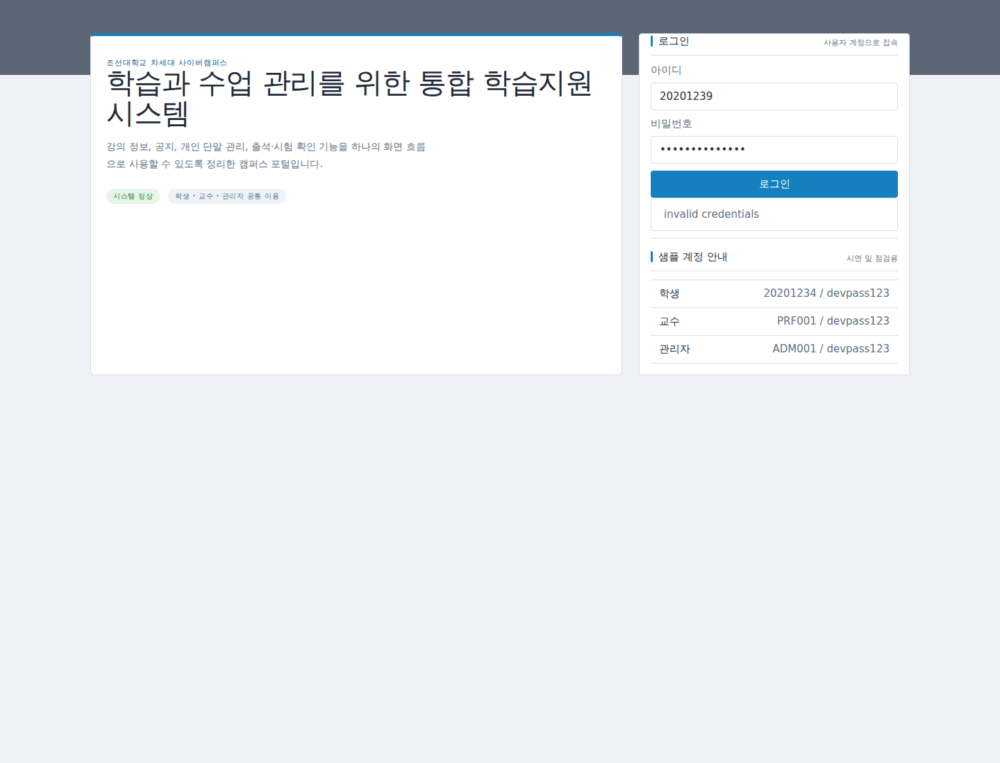 조선대학교 차세대 사이버캠퍼스
학습과 수업 관리를 위한 통합 학습지원
시스템
강의 정보, 공지, 개인 단말 관리, 출석·시험 확인 기능을 하나의 화면 흐름
으로 사용할 수 있도록 정리한 캠퍼스 포털입니다.
시스템 정상
학생 · 교수 · 관리자 공통 이용
로그인
사용자 계정으로 접속
아이디
20201239
비밀번호
••••••••••••••
로그인
invalid credentials
샘플 계정 안내
시연 및 점검용
학생 20201234 / devpass123
교수 PRF001 / devpass123
관리자 ADM001 / devpass123